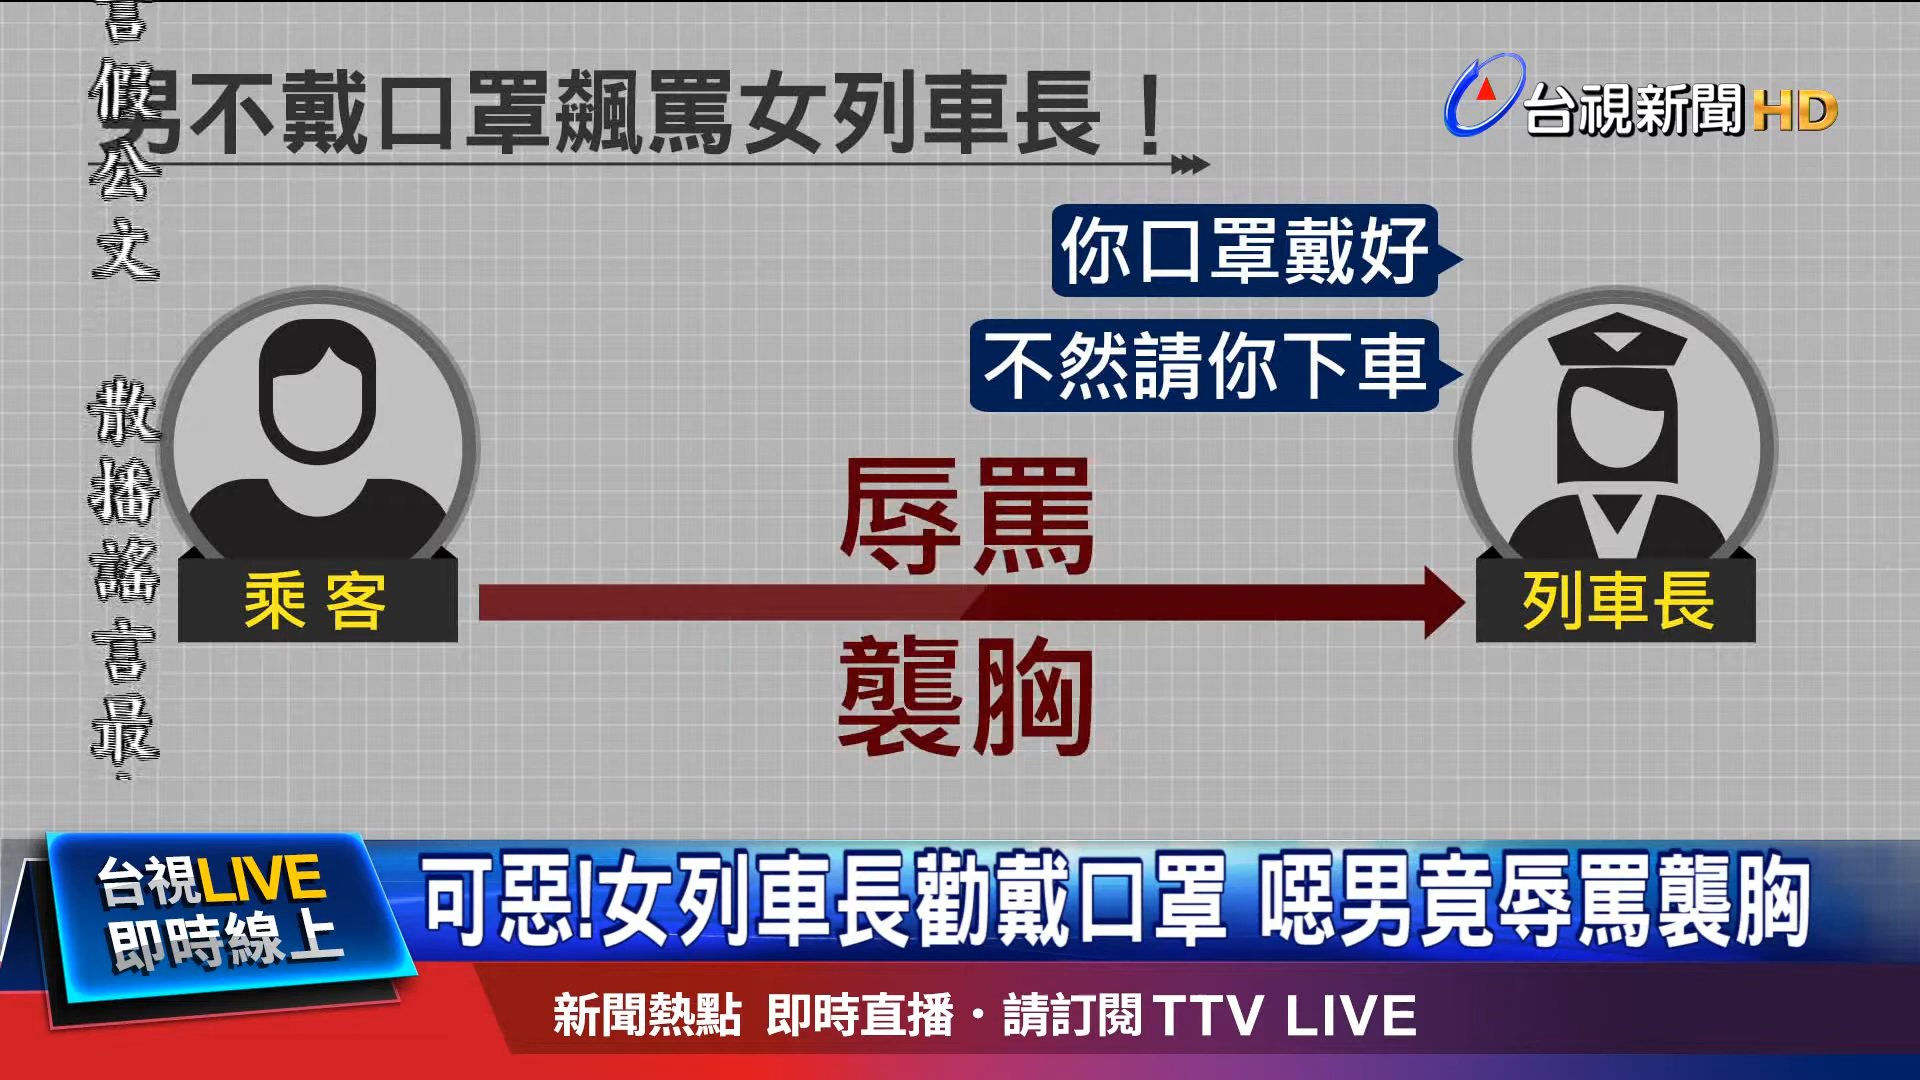 男不戴口罩飆罵女列車長！
台視新聞HD
假公文 散播謠言最
你口罩戴好
不然請你下車
辱罵
乘客
列車長
襲胸
台視LIVE
即時線上
可惡!女列車長勸戴口罩 噁男竟辱罵襲胸
新聞熱點 即時直播·請訂閱TTV LIVE